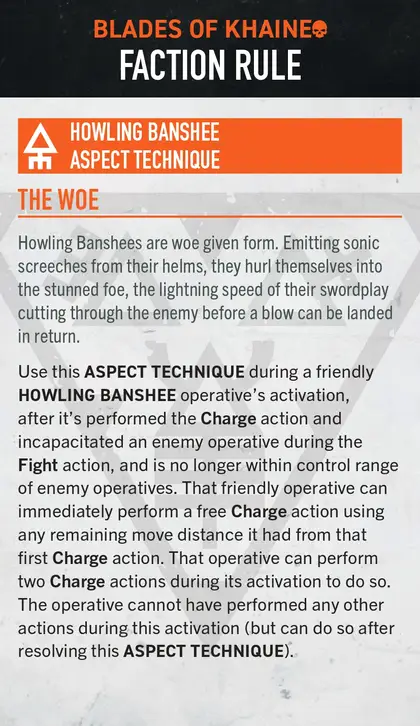 BLADES OF KHAINE
FACTION RULE
HOWLING BANSHEE
ASPECT TECHNIQUE
THE WOE
Howling Banshees are woe given form. Emitting sonic
screeches from their helms, they hurl themselves into
the stunned foe, the lightning speed of their swordplay
cutting through the enemy before a blow can be landed
in return.
Use this ASPECT TECHNIQUE during a friendly
HOWLING BANSHEE operative’s activation,
after it’s performed the Charge action and
incapacitated an enemy operative during the
Fight action, and is no longer within control range
of enemy operatives. That friendly operative can
immediately perform a free Charge action using
any remaining move distance it had from that
first Charge action. That operative can perform
two Charge actions during its activation to do so.
The operative cannot have performed any other
actions during this activation (but can do so after
resolving this ASPECT TECHNIQUE).